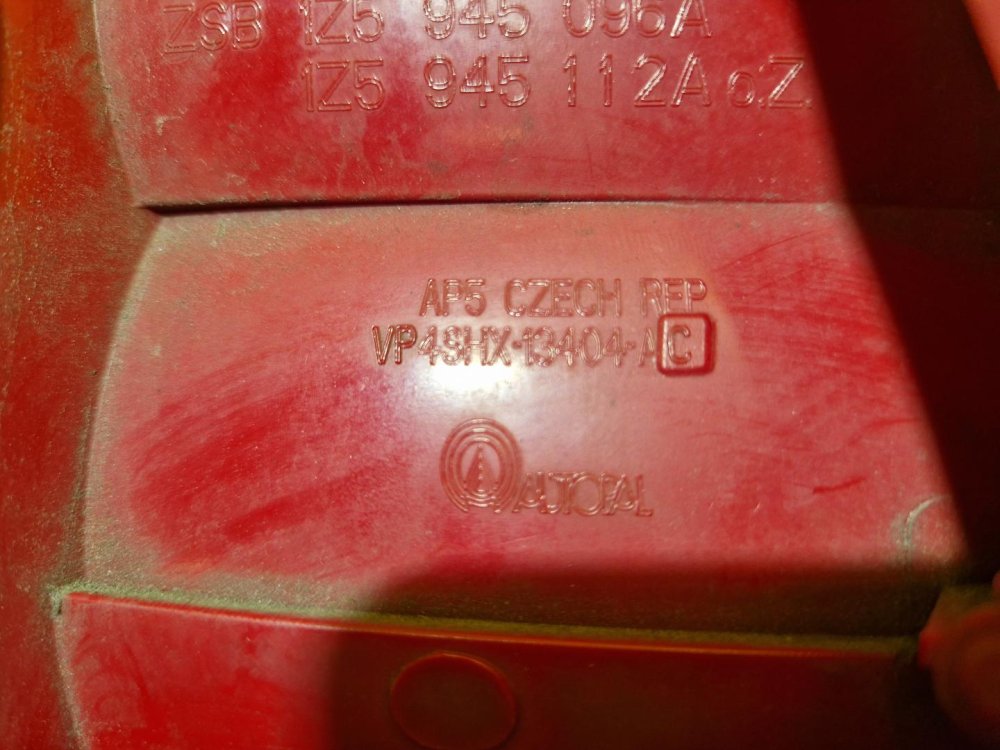 ZSB 1Z5 945 096A
1Z5 945 112A o.Z.
AP5 CZECH REP
VP4SHX-13404-AC
AUTOPAL